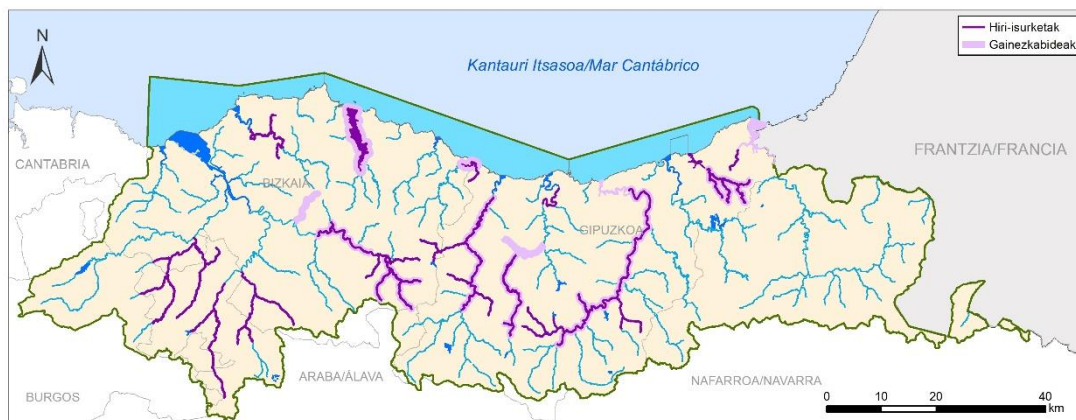 N
Hiri-isurketak
Gainezkabideak
Kantauri Itsasoa/Mar Cantábrico
CANTABRIA
FRANTZIA/FRANCIA
BIZKAIA
GIPUZKOA
ARABA/ÁLAVA
NAFARROA/NAVARRA
BURGOS
0 10 20 40
km